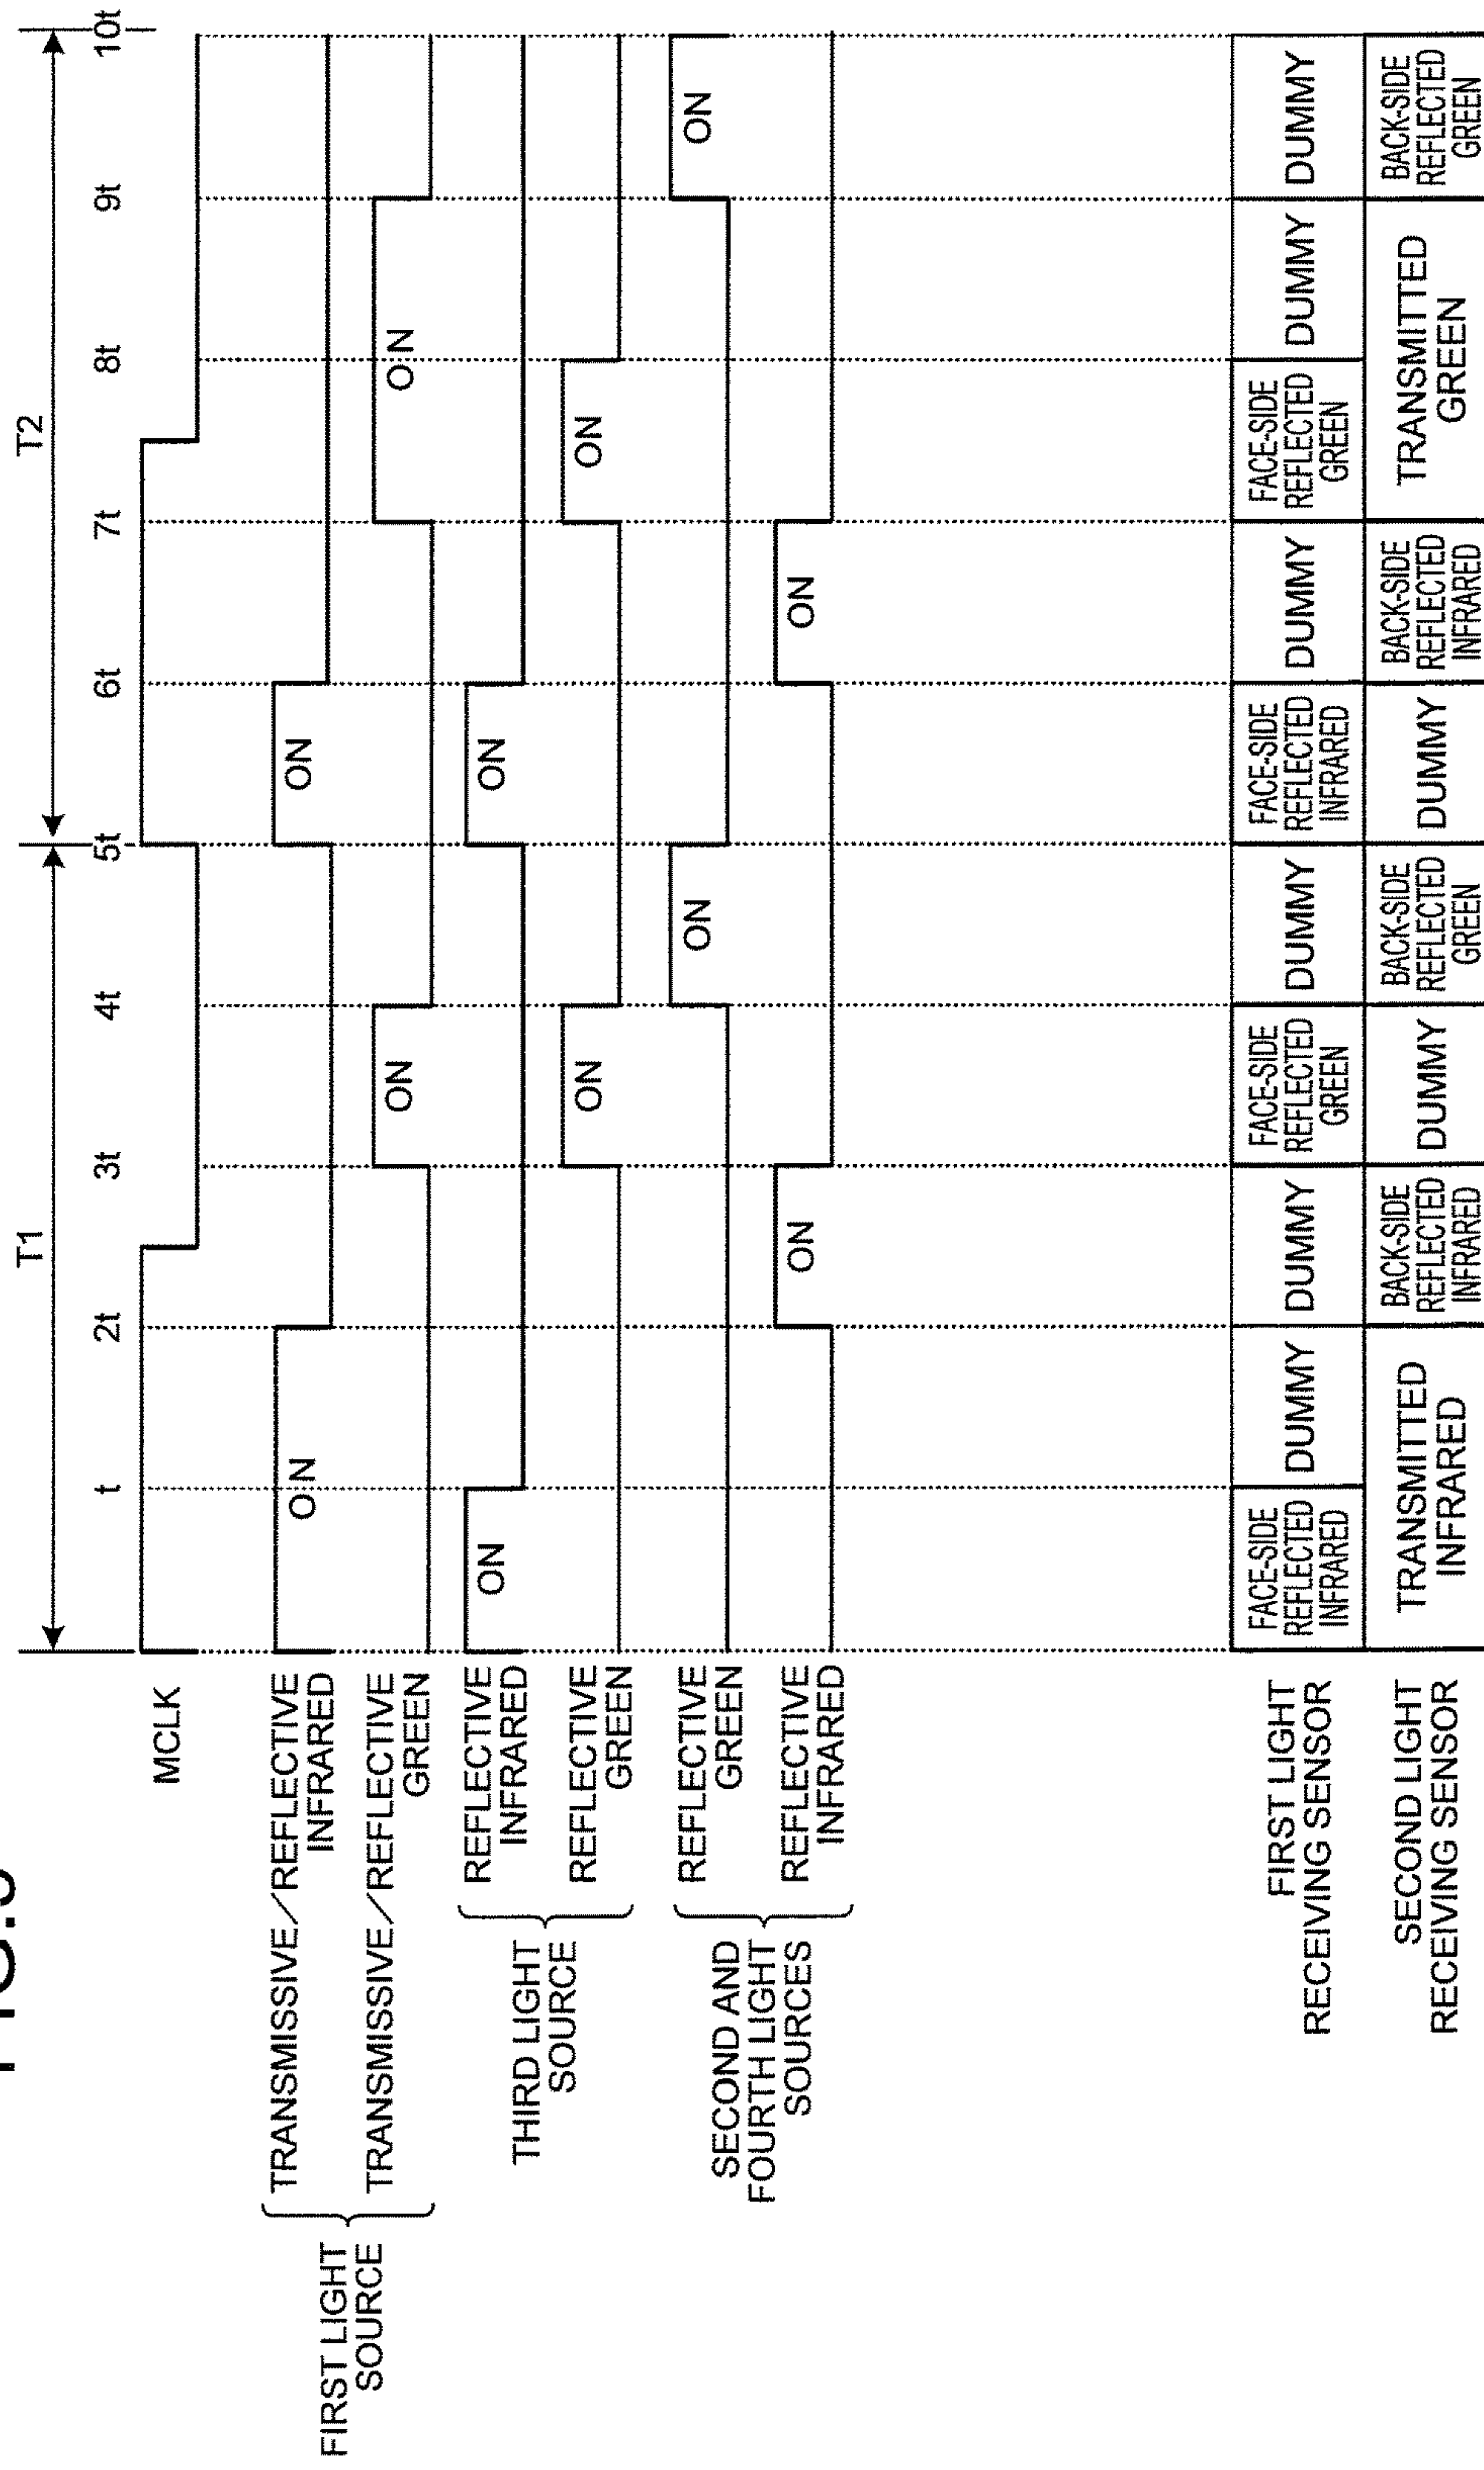 T1
T2
t
2t
3t
4t
5t
6t
7t
8t
9t
10t
MCLK
FIRST LIGHT
SOURCE
TRANSMISSIVE/REFLECTIVE
INFRARED
ON
ON
TRANSMISSIVE/REFLECTIVE
GREEN
ON
ON
THIRD LIGHT
SOURCE
REFLECTIVE
INFRARED
ON
ON
REFLECTIVE
GREEN
ON
ON
SECOND AND
FOURTH LIGHT
SOURCES
REFLECTIVE
GREEN
ON
ON
REFLECTIVE
INFRARED
ON
ON
FIRST LIGHT
RECEIVING SENSOR
FACE-SIDE
REFLECTED
INFRARED
DUMMY
DUMMY
FACE-SIDE
REFLECTED
GREEN
DUMMY
FACE-SIDE
REFLECTED
INFRARED
DUMMY
FACE-SIDE
REFLECTED
GREEN
DUMMY
DUMMY
SECOND LIGHT
RECEIVING SENSOR
TRANSMITTED
INFRARED
BACK-SIDE
REFLECTED
INFRARED
DUMMY
BACK-SIDE
REFLECTED
GREEN
DUMMY
BACK-SIDE
REFLECTED
INFRARED
TRANSMITTED
GREEN
BACK-SIDE
REFLECTED
GREEN